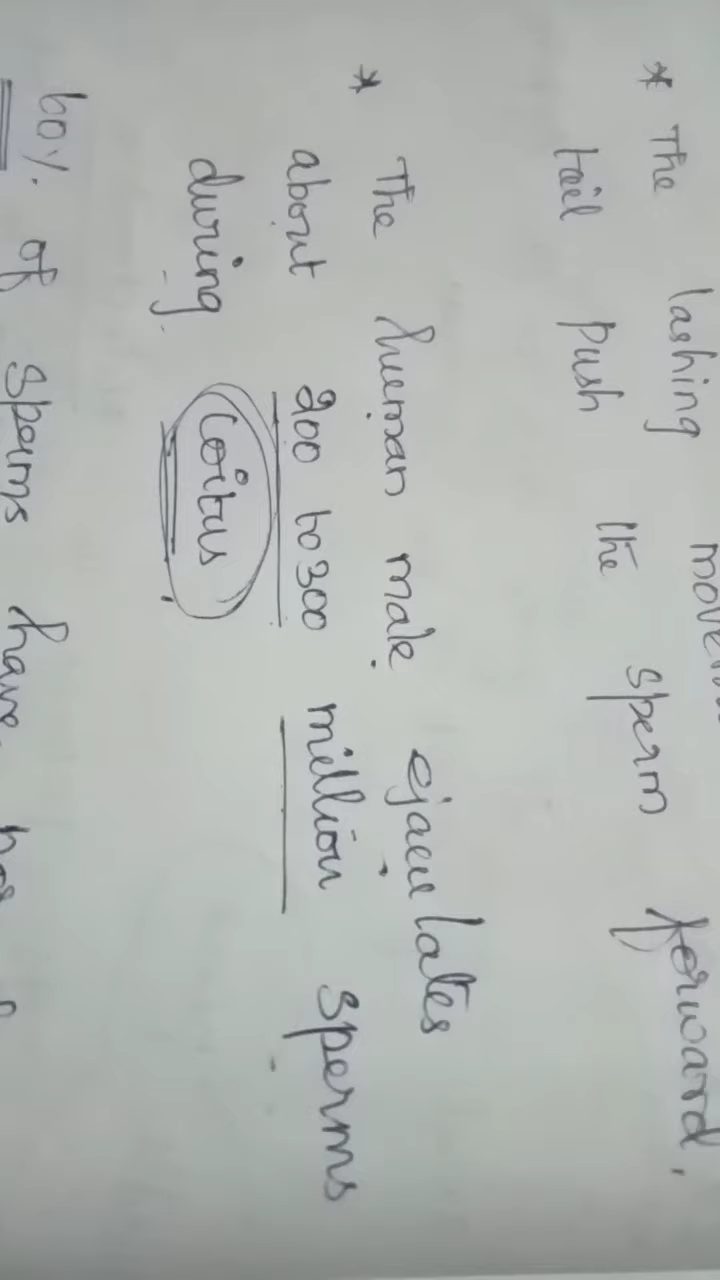 * The lashing
tail push the sperm forward.
* The human male ejaculates
about 200 to 300 million sperms
during coitus.
60% of sperms have